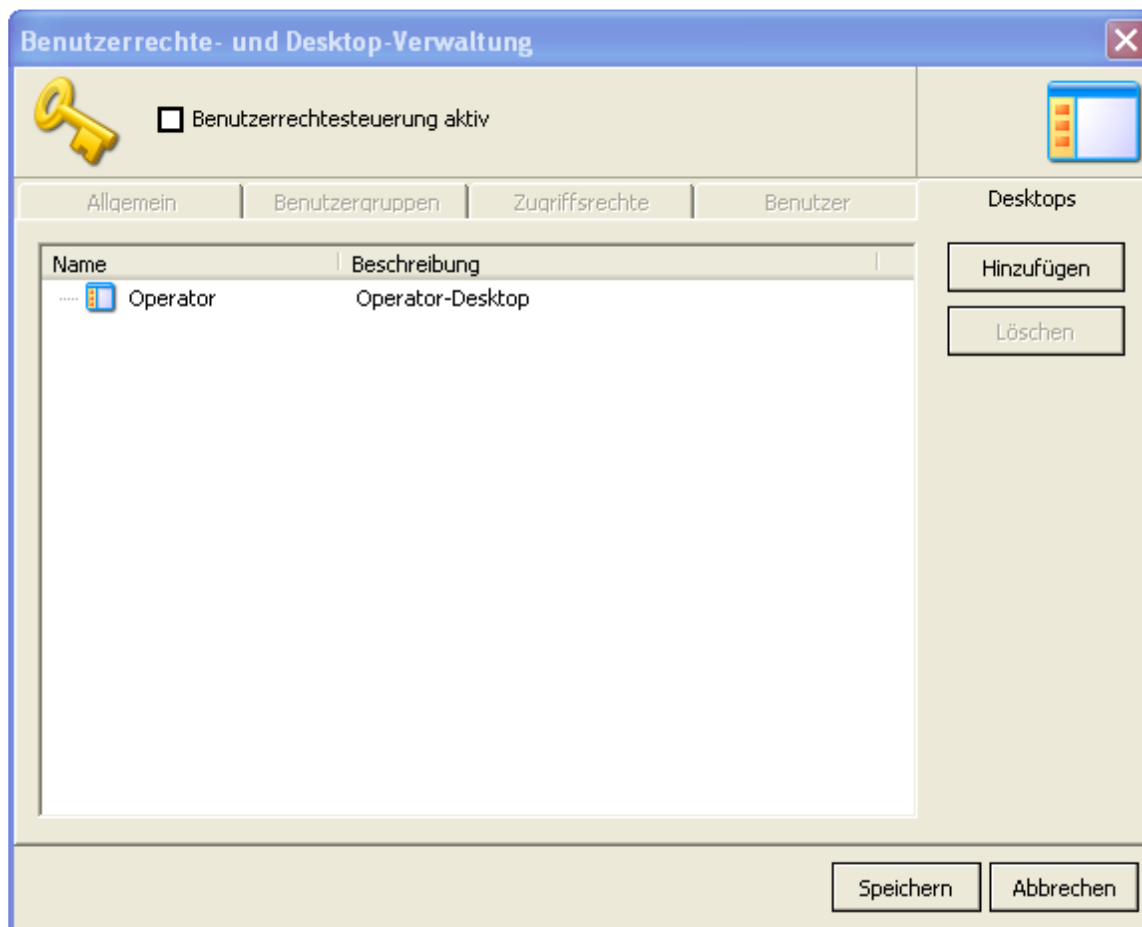 Benutzerrechte- und Desktop-Verwaltung
Benutzerrechtesteuerung aktiv
Allgemein Benutzergruppen Zugriffsrechte Benutzer Desktops
Name Beschreibung
Operator Operator-Desktop
Hinzufügen
Löschen
Speichern Abbrechen